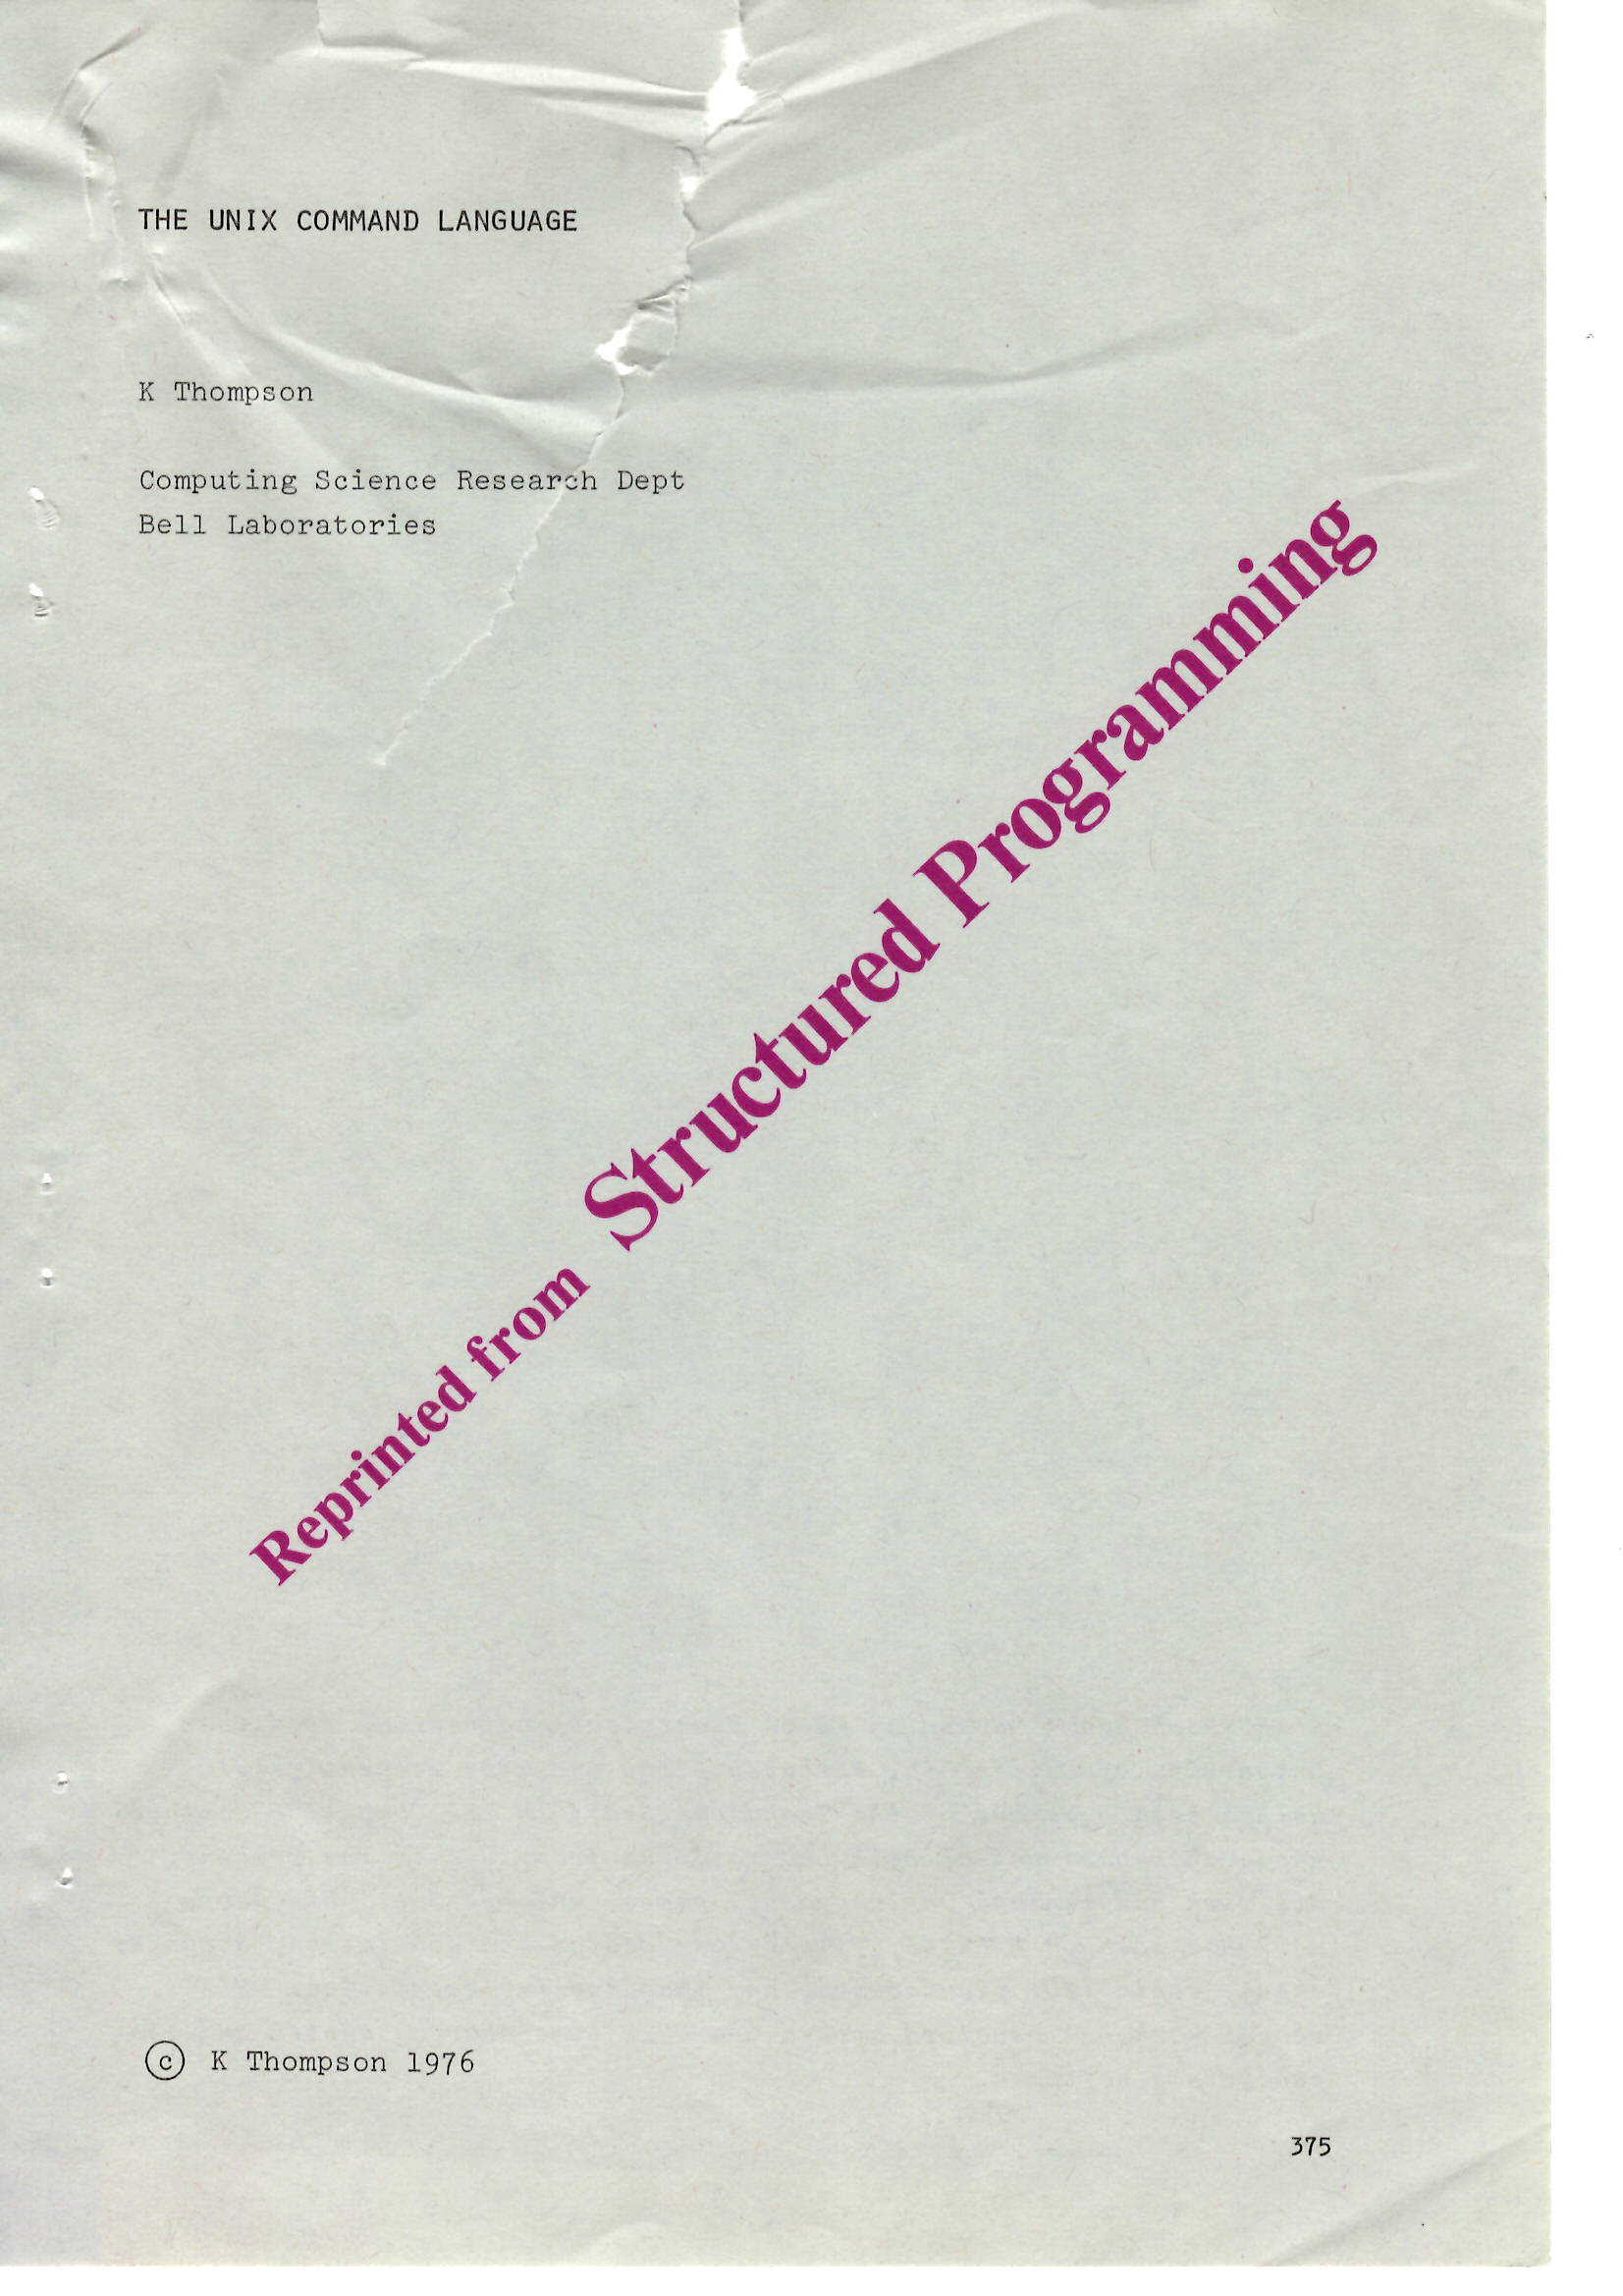 THE UNIX COMMAND LANGUAGE
K Thompson
Computing Science Research Dept
Bell Laboratories
Reprinted from Structured Programming
© K Thompson 1976
375